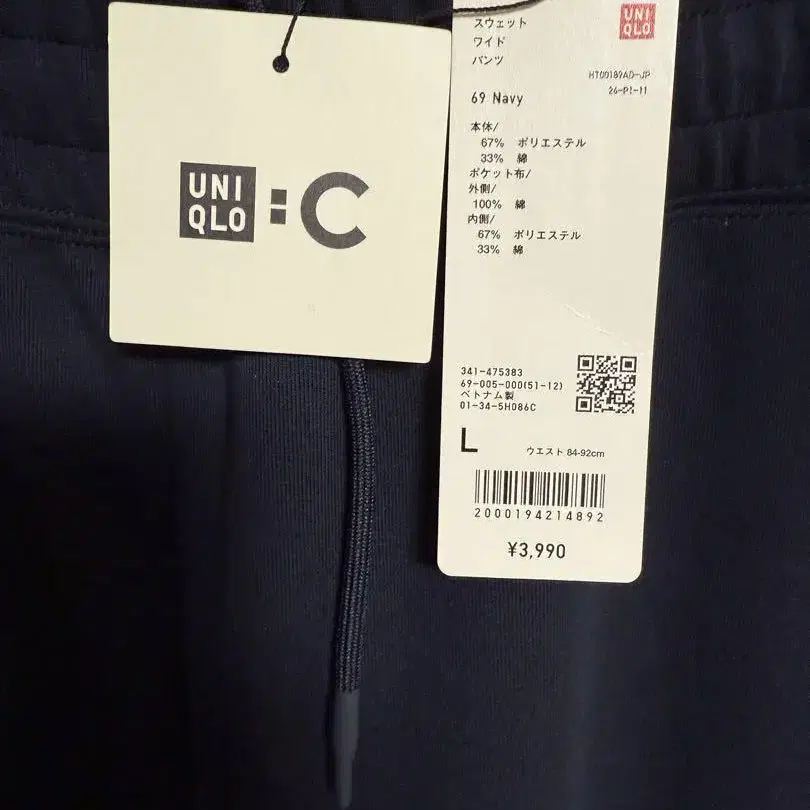 UNI
QLO : C
UNI
QLO
スウェット
ワイド
パンツ
HT00189AD-JP
26-P1-11
69 Navy
本体/
67% ポリエステル
33% 綿
ポケット布/
外側/
100% 綿
内側/
67% ポリエステル
33% 綿
341-475383
69-005-000(51-12)
ベトナム製
01-34-5H086C
L
ウエスト 84-92cm
2000194214892
¥3,990